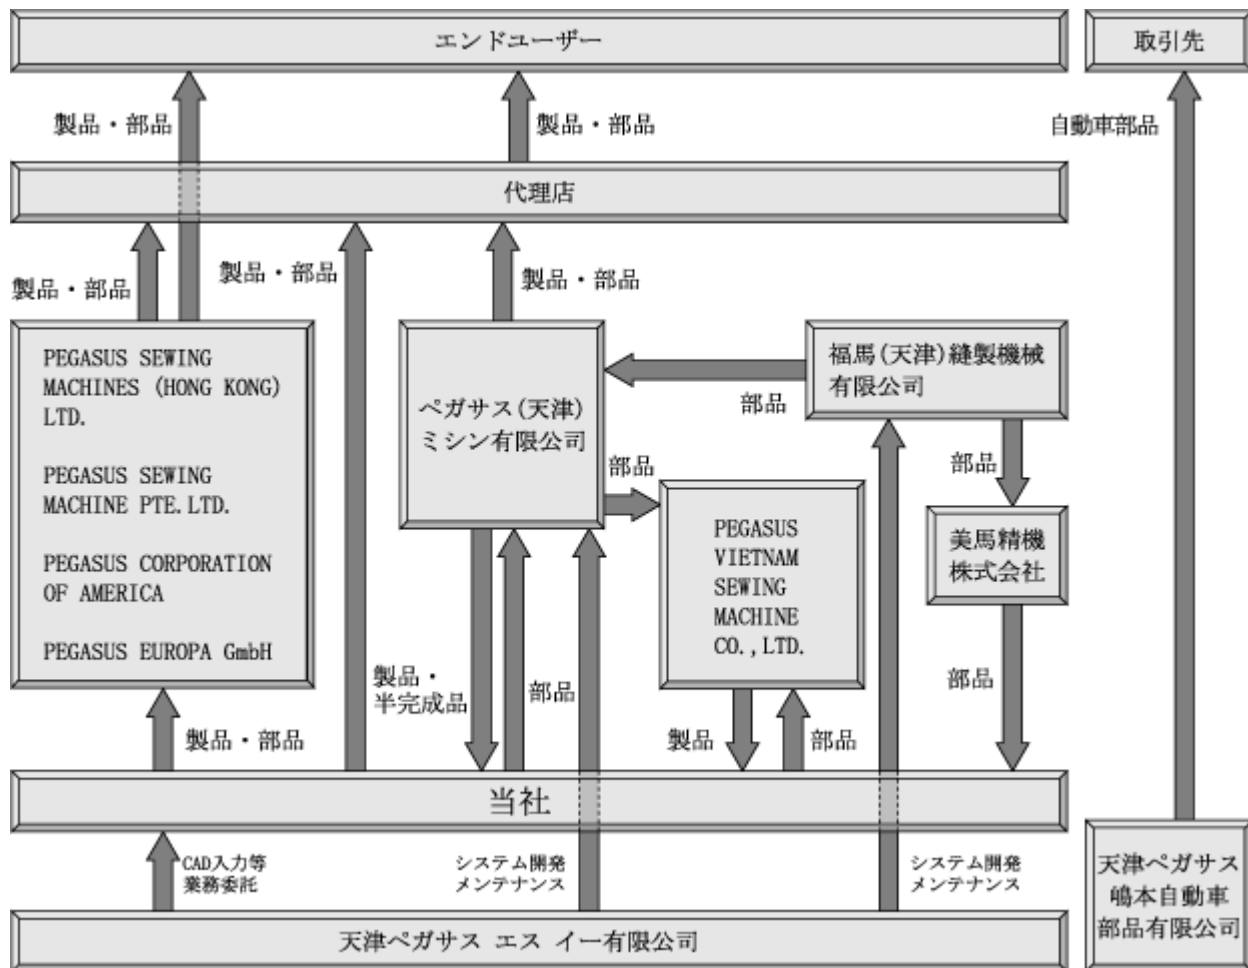 エンドユーザー
取引先
製品・部品
製品・部品
自動車部品
代理店
製品・部品
製品・部品
製品・部品
PEGASUS SEWING
MACHINES (HONG KONG)
LTD.
PEGASUS SEWING
MACHINE PTE.LTD.
PEGASUS CORPORATION
OF AMERICA
PEGASUS EUROPA GmbH
ペガサス(天津)
ミシン有限公司
福馬(天津)縫製機械
有限公司
部品
部品
部品
PEGASUS
VIETNAM
SEWING
MACHINE
CO.,LTD.
美馬精機
株式会社
製品・部品
製品・
半完成品
部品
製品
部品
部品
当社
CAD入力等
業務委託
システム開発
メンテナンス
システム開発
メンテナンス
天津ペガサス エス イー有限公司
天津ペガサス
嶋本自動車
部品有限公司